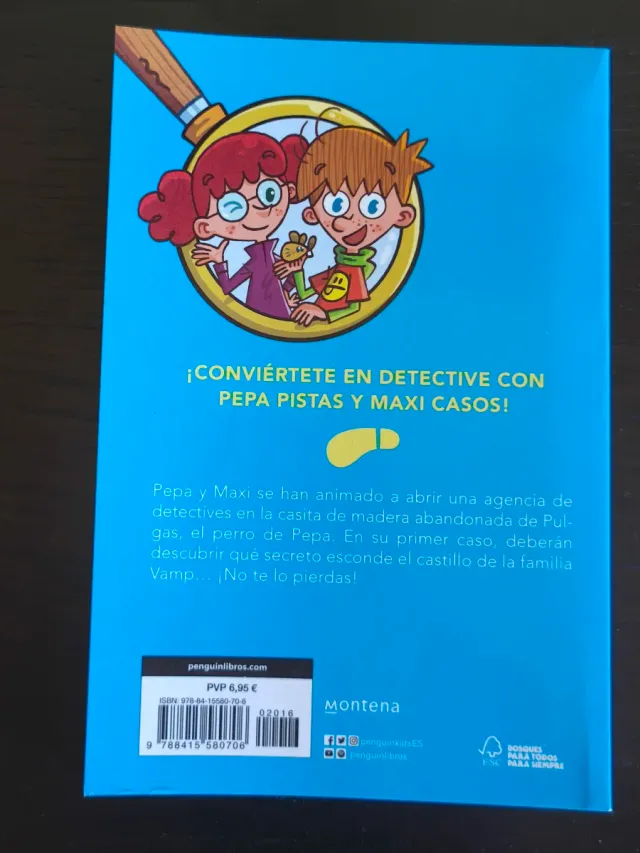 ¡CONVIÉRTETE EN DETECTIVE CON
PEPA PISTAS Y MAXI CASOS!
Pepa y Maxi se han animado a abrir una agencia de
detectives en la casita de madera abandonada de Pul-
gas, el perro de Pepa. En su primer caso, deberán
descubrir qué secreto esconde el castillo de la familia
Vamp... ¡No te lo pierdas!
penguinlibros.com
PVP 6,95 €
ISBN: 978-84-15580-70-6
02016
9 788415 580706
Montena
penguinkidsES
penguinlibros
FSC
BOSQUES
PARA TODOS
PARA SIEMPRE